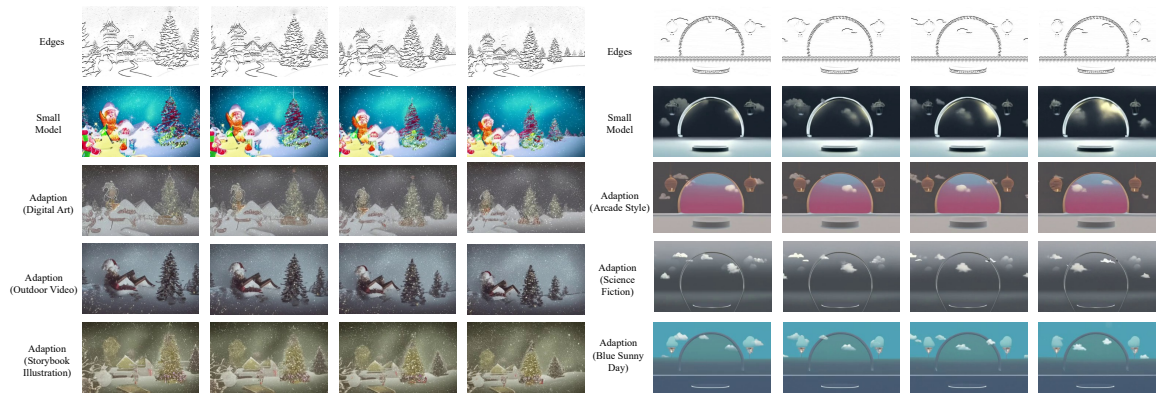 Edges
Small
Model
Adaption
(Digital Art)
Adaption
(Outdoor Video)
Adaption
(Storybook
Illustration)
Edges
Small
Model
Adaption
(Arcade Style)
Adaption
(Science
Fiction)
Adaption
(Blue Sunny
Day)